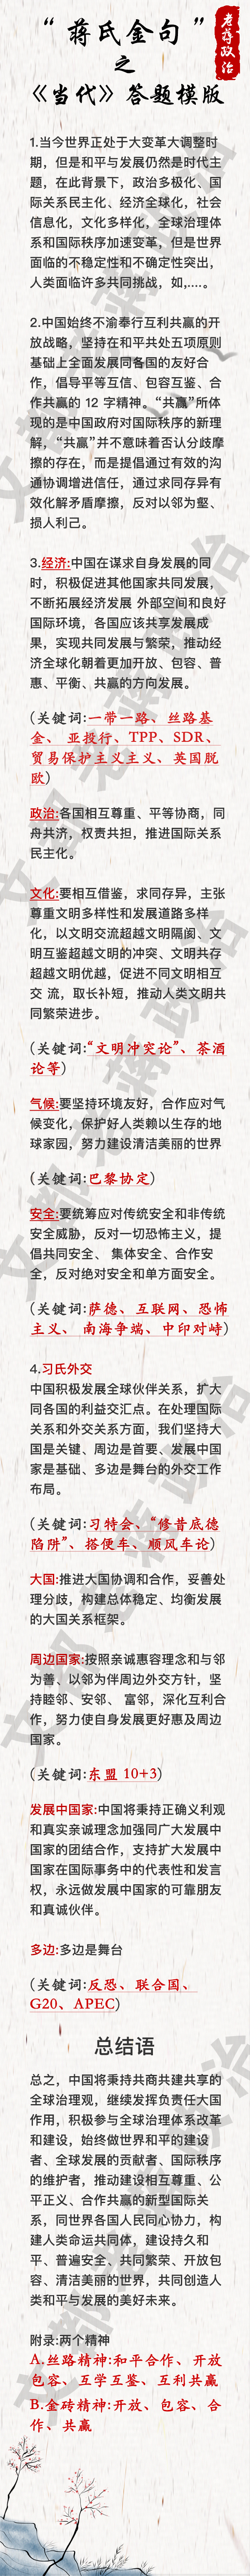 “蒋氏金句”
之
《当代》答题模版
老蒋政治
1.当今世界正处于大变革大调整时
期，但是和平与发展仍然是时代主
题，在此背景下，政治多极化、国
际关系民主化、经济全球化，社会
信息化，文化多样化，全球治理体
系和国际秩序加速变革，但是世界
面临的不稳定性和不确定性突出，
人类面临许多共同挑战，如,....。
2.中国始终不渝奉行互利共赢的开
放战略，坚持在和平共处五项原则
基础上全面发展同各国的友好合
作，倡导平等互信、包容互鉴、合
作共赢的 12 字精神。“共赢”所体
现的是中国政府对国际秩序的新理
解，“共赢”并不意味着否认分歧摩
擦的存在，而是提倡通过有效的沟
通协调增进信任，通过求同存异有
效化解矛盾摩擦，反对以邻为壑、
损人利己。
3.经济:中国在谋求自身发展的同
时，积极促进其他国家共同发展，
不断拓展经济发展 外部空间和良好
国际环境，各国应该共享发展成
果，实现共同发展与繁荣，推动经
济全球化朝着更加开放、包容、普
惠、平衡、共赢的方向发展。
(关键词:一带一路、丝路基
金、 亚投行、TPP、SDR、
贸易保护主义主义、英国脱
欧)
政治:各国相互尊重、平等协商，同
舟共济，权责共担，推进国际关系
民主化。
文化:要相互借鉴，求同存异，主张
尊重文明多样性和发展道路多样
化，以文明交流超越文明隔阂、文
明互鉴超越文明的冲突、文明共存
超越文明优越，促进不同文明相互
交 流，取长补短，推动人类文明共
同繁荣进步。
(关键词:“文明冲突论”、茶酒
论等)
气候:要坚持环境友好，合作应对气
候变化，保护好人类赖以生存的地
球家园，努力建设清洁美丽的世界
(关键词:巴黎协定)
安全:要统筹应对传统安全和非传统
安全威胁，反对一切恐怖主义，提
倡共同安全、 集体安全、合作安
全，反对绝对安全和单方面安全。
(关键词:萨德、互联网、恐怖
主义、 南海争端、中印对峙)
4.习氏外交
中国积极发展全球伙伴关系，扩大
同各国的利益交汇点。在处理国际
关系和外交关系方面，我们坚持大
国是关键、周边是首要、发展中国
家是基础、多边是舞台的外交工作
布局。
(关键词:习特会、“修昔底德
陷阱”、搭便车、顺风车论)
大国:推进大国协调和合作，妥善处
理分歧，构建总体稳定、均衡发展
的大国关系框架。
周边国家:按照亲诚惠容理念和与邻
为善、以邻为伴周边外交方针，坚
持睦邻、安邻、 富邻，深化互利合
作，努力使自身发展更好惠及周边
国家。
(关键词:东盟 10+3)
发展中国家:中国将秉持正确义利观
和真实亲诚理念加强同广大发展中
国家的团结合作，支持扩大发展中
国家在国际事务中的代表性和发言
权，永远做发展中国家的可靠朋友
和真诚伙伴。
多边:多边是舞台
(关键词:反恐、联合国、
G20、APEC)
总结语
总之，中国将秉持共商共建共享的
全球治理观，继续发挥负责任大国
作用，积极参与全球治理体系改革
和建设，始终做世界和平的建设
者、全球发展的贡献者、国际秩序
的维护者，推动建设相互尊重、公
平正义、合作共赢的新型国际关
系，同世界各国人民同心协力，构
建人类命运共同体，建设持久和
平、普遍安全、共同繁荣、开放包
容、清洁美丽的世界，共同创造人
类和平与发展的美好未来。
附录:两个精神
A.丝路精神:和平合作、开放
包容、互学互鉴、互利共赢
B.金砖精神:开放、包容、合
作、共赢
文都老蒋政治
文都老蒋政治
文都老蒋政治
文都老蒋政治
文都老蒋政治